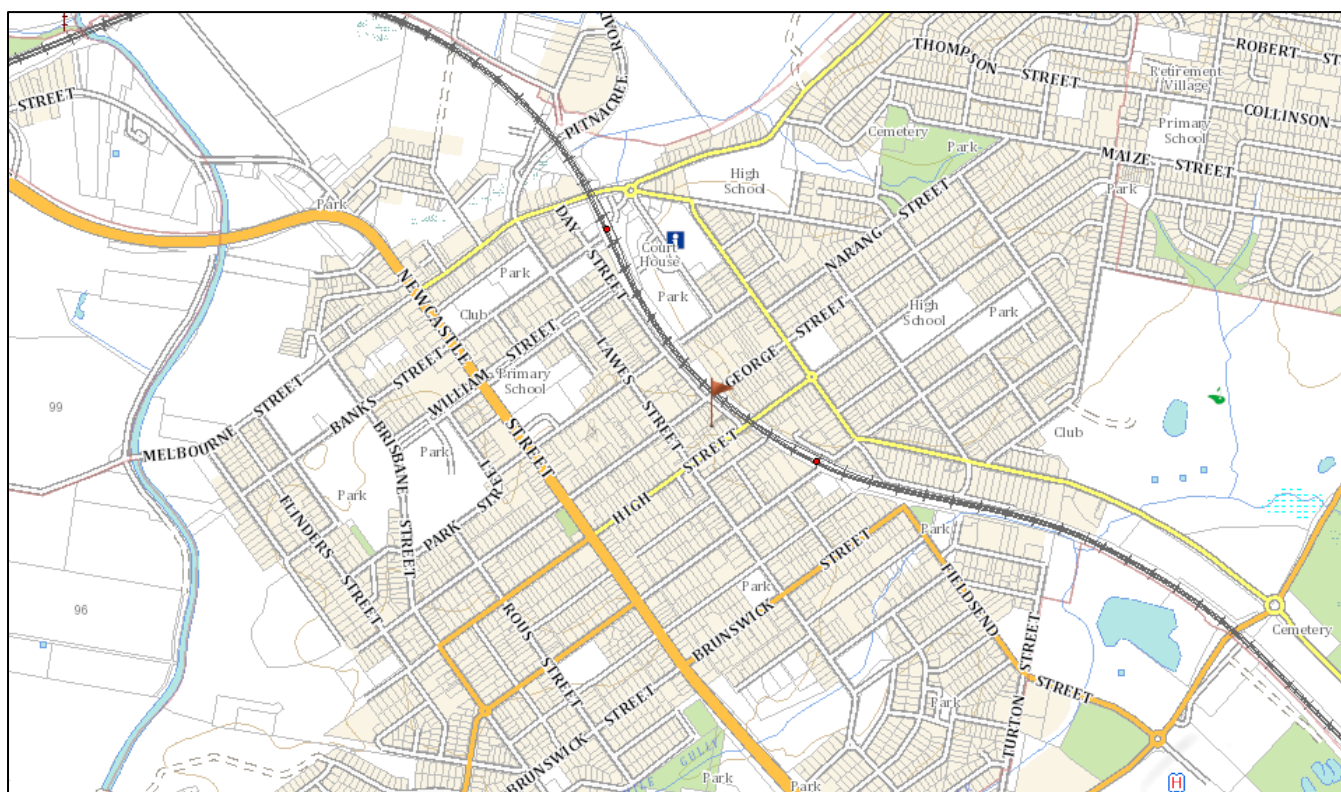 ROAD
THOMPSON STREET
ROBERT ST
Retirement
Village
STREET
PITNACREE
COLLINSON
Cemetery
Primary
School
Park
MAIZE STREET
High
School
Park
Park
DAY STREET
NARANG STREET
Court
House
Park
NEWCASTLE STREET
Club
Park
High
School
Park
GEORGE STREET
LAWES STREET
WILLIAM STREET
Primary
School
BANKS STREET
99
MELBOURNE STREET
BRISBANE STREET
Park
HIGH STREET
Club
Park
PARK STREET
FLINDERS STREET
Park
96
ROUS STREET
Park
BRUNSWICK STREET
FIELDSEND STREET
Cemetery
TURTON STREET
Park
BRUNSWICK STREET
GULLY
Park
Park
H